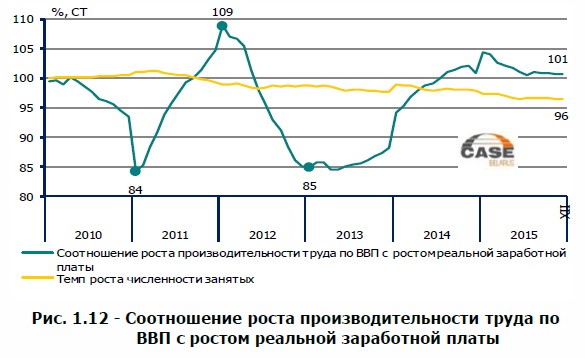 %, СТ
110
105
100
95
90
85
80
109
101
96
84
85
CASE
BELARUS
2010
2011
2012
2013
2014
2015
XII
Соотношение роста производительности труда по ВВП с ростом реальной заработной
платы
Темп роста численности занятых
Рис. 1.12 - Соотношение роста производительности труда по
ВВП с ростом реальной заработной платы